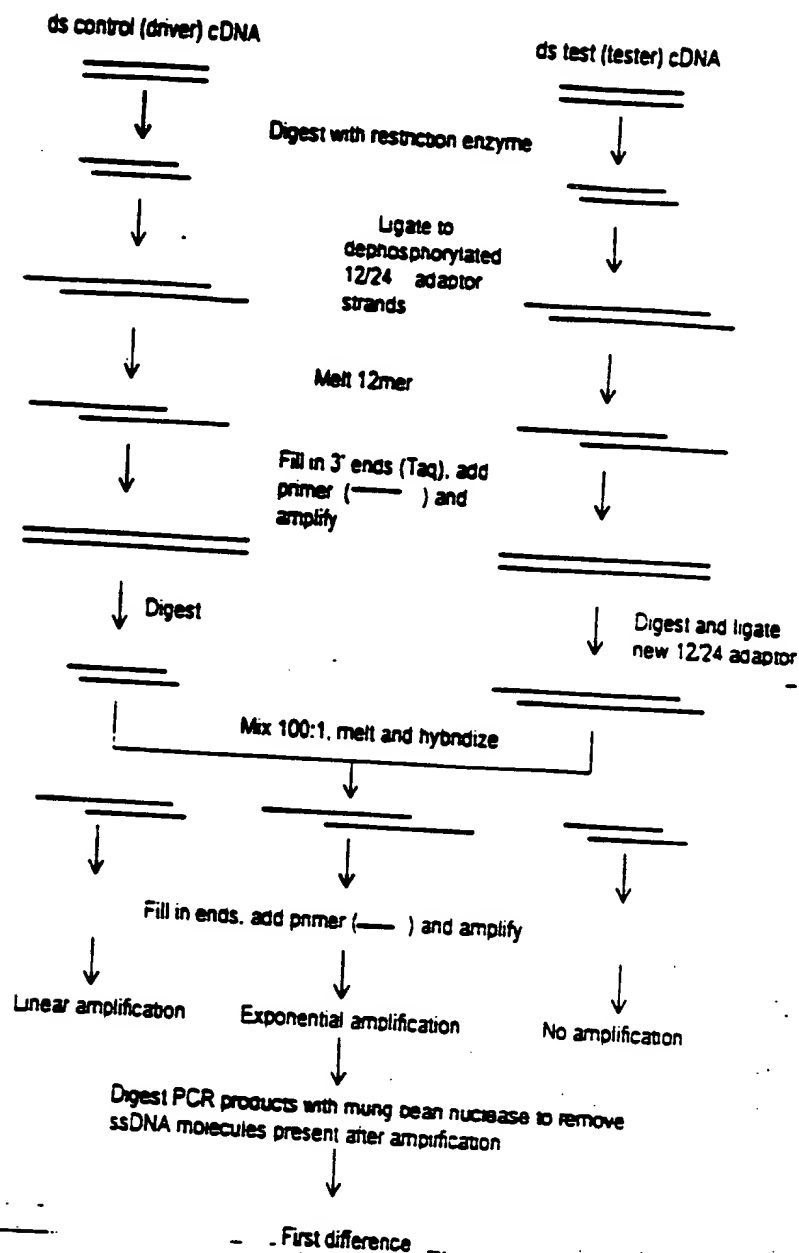 ds control (driver) cDNA
ds test (tester) cDNA
Digest with restriction enzyme
Ligate to
dephosphorylated
12/24 adaptor
strands
Melt 12mer
Fill in 3' ends (Taq), add
primer ( ) and
amplify
Digest
Digest and ligate
new 12/24 adaptor
Mix 100:1, melt and hybridize
Fill in ends, add primer ( ) and amplify
Linear amplification
Exponential amplification
No amplification
Digest PCR products with mung bean nuclease to remove
ssDNA molecules present after amplification
First difference